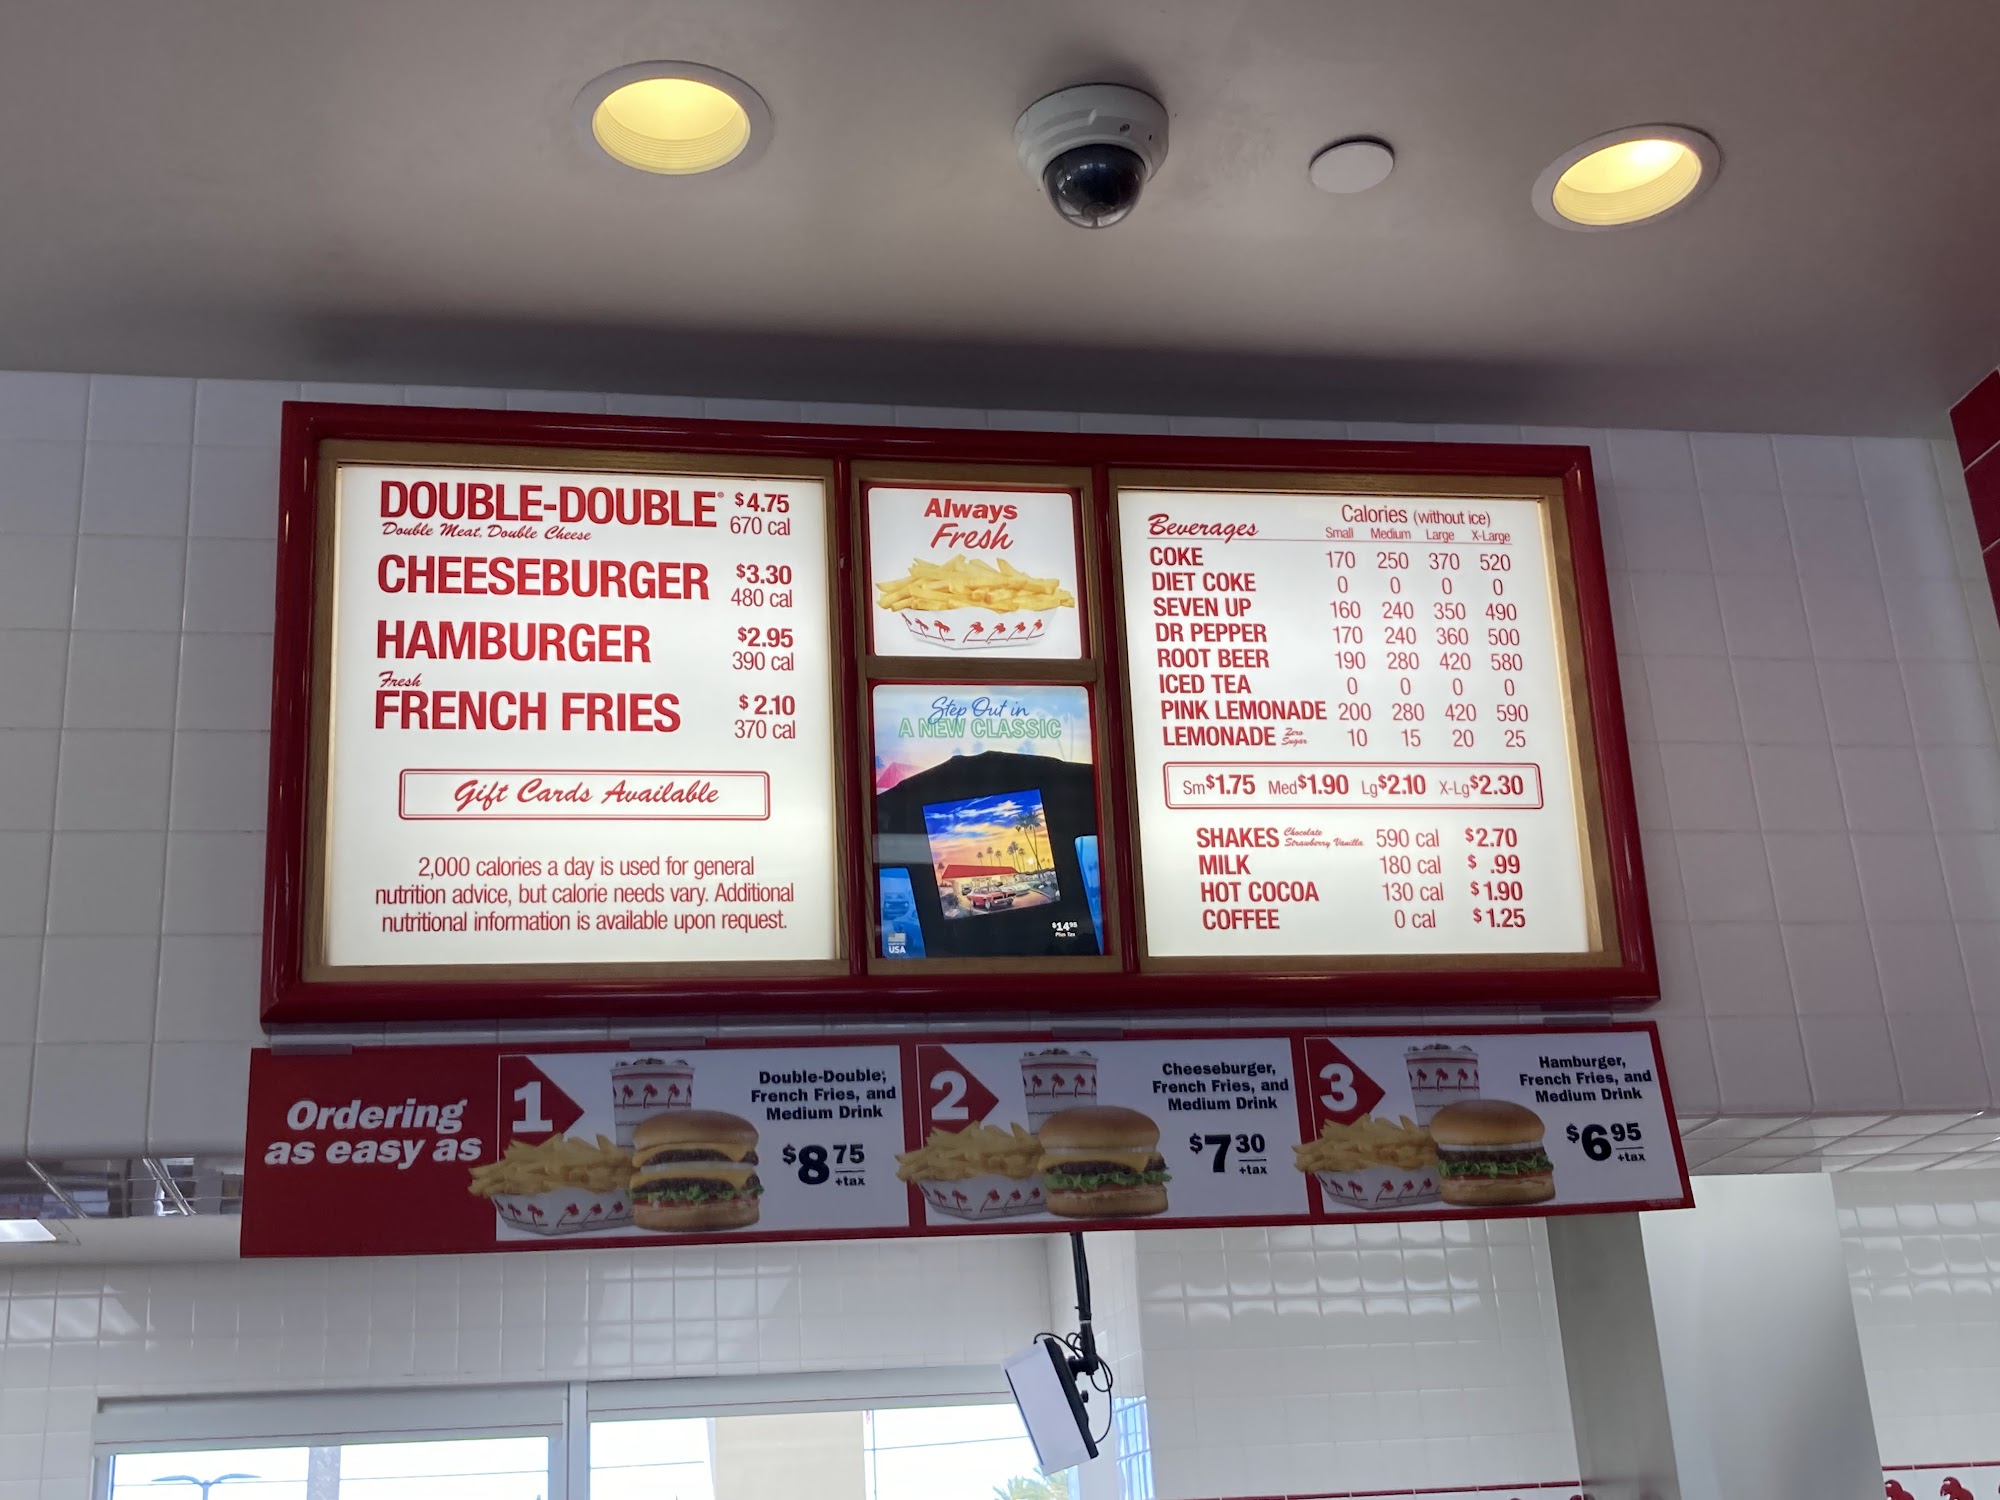 DOUBLE-DOUBLE® $4.75
Double Meat, Double Cheese 670 cal
CHEESEBURGER $3.30
480 cal
HAMBURGER $2.95
390 cal
Fresh
FRENCH FRIES $2.10
370 cal
Gift Cards Available
2,000 calories a day is used for general
nutrition advice, but calorie needs vary. Additional
nutritional information is available upon request.
Always
Fresh
Step Out in
A NEW CLASSIC
$14.95
Plus Tax
USA
Beverages Calories (without ice)
Small Medium Large X-Large
COKE 170 250 370 520
DIET COKE 0 0 0 0
SEVEN UP 160 240 350 490
DR PEPPER 170 240 360 500
ROOT BEER 190 280 420 580
ICED TEA 0 0 0 0
PINK LEMONADE 200 280 420 590
LEMONADE Zero Sugar 10 15 20 25
Sm$1.75 Med$1.90 Lg$2.10 X-Lg$2.30
SHAKES Chocolate Strawberry Vanilla 590 cal $2.70
MILK 180 cal $ .99
HOT COCOA 130 cal $1.90
COFFEE 0 cal $1.25
Ordering
as easy as
1
Double-Double®,
French Fries, and
Medium Drink
$8.75
+tax
2
Cheeseburger,
French Fries, and
Medium Drink
$7.30
+tax
3
Hamburger,
French Fries, and
Medium Drink
$6.95
+tax